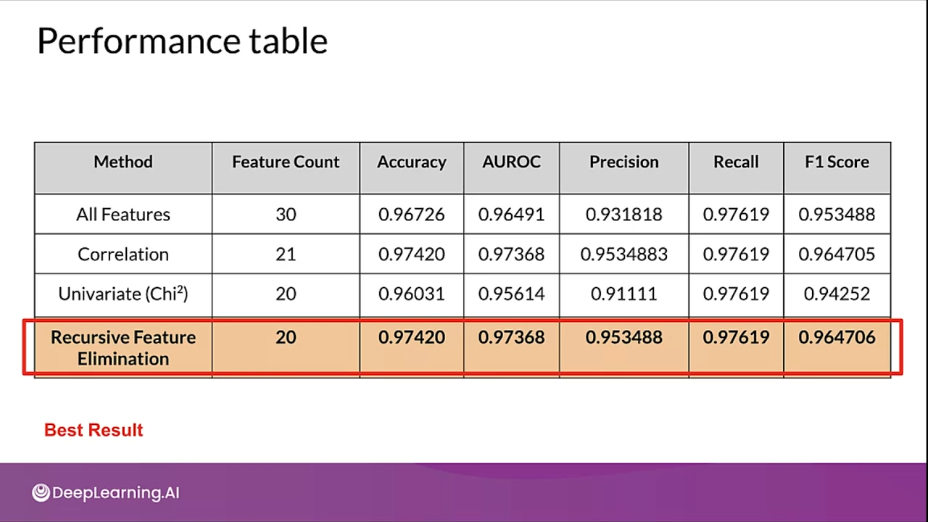 Performance table
Method Feature Count Accuracy AUROC Precision Recall F1 Score
All Features 30 0.96726 0.96491 0.931818 0.97619 0.953488
Correlation 21 0.97420 0.97368 0.9534883 0.97619 0.964705
Univariate (Chi²) 20 0.96031 0.95614 0.91111 0.97619 0.94252
Recursive Feature Elimination 20 0.97420 0.97368 0.953488 0.97619 0.964706
Best Result
DeepLearning.AI